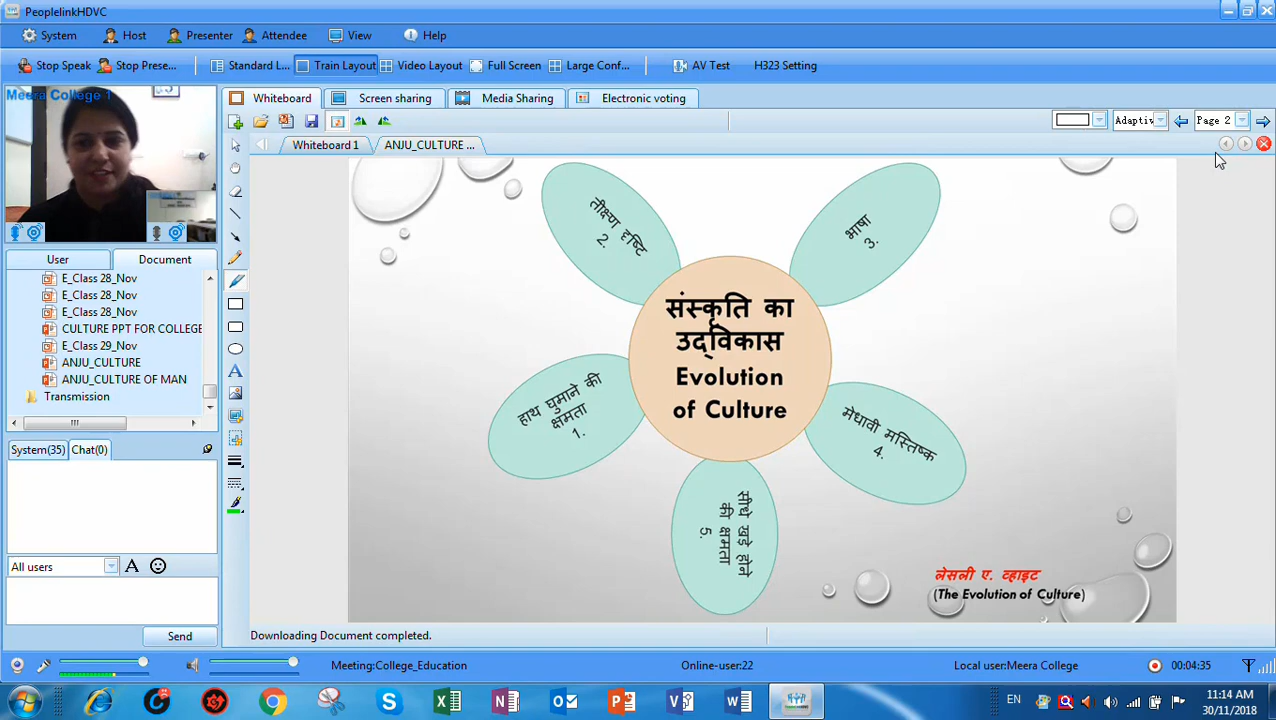 PeoplelinkHDVC
System Host Presenter Attendee View Help
Stop Speak Stop Prese... Standard L... Train Layout Video Layout Full Screen Large Conf... AV Test H323 Setting
Meera College 1
Whiteboard Screen sharing Media Sharing Electronic voting
Adaptiv Page 2
Whiteboard 1 ANJU_CULTURE ...
User Document
E_Class 28_Nov
E_Class 28_Nov
E_Class 28_Nov
CULTURE PPT FOR COLLEGE
E_Class 29_Nov
ANJU_CULTURE
ANJU_CULTURE OF MAN
Transmission
System(35) Chat(0)
All users
Send
तीक्ष्ण दृष्टि
2.
भाषा
3.
संस्कृति का
उद्विकास
Evolution
of Culture
हाथ घुमाने की
क्षमता
1.
मेधावी मस्तिष्क
4.
सीधे खड़े होने
की क्षमता
5.
लेसली ए. व्हाइट
(The Evolution of Culture)
Downloading Document completed.
Meeting:College_Education Online-user:22 Local user:Meera College 00:04:35
EN
11:14 AM
30/11/2018